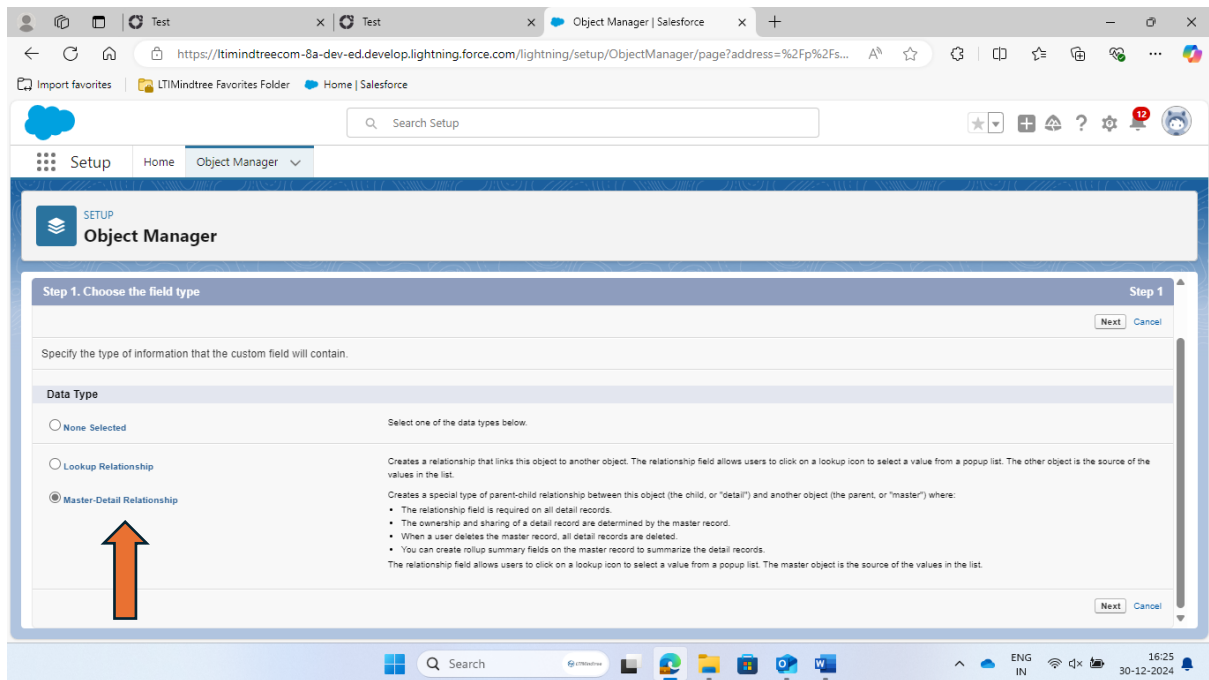 Test
Test
Object Manager | Salesforce
https://ltimindtreecom-8a-dev-ed.develop.lightning.force.com/lightning/setup/ObjectManager/page?address=%2Fp%2Fs...
Import favorites
LTIMindtree Favorites Folder
Home | Salesforce
Search Setup
12
Setup
Home
Object Manager
SETUP
Object Manager
Step 1. Choose the field type
Step 1
Next Cancel
Specify the type of information that the custom field will contain.
Data Type
None Selected
Select one of the data types below.
Lookup Relationship
Creates a relationship that links this object to another object. The relationship field allows users to click on a lookup icon to select a value from a popup list. The other object is the source of the
values in the list.
Master-Detail Relationship
Creates a special type of parent-child relationship between this object (the child, or "detail") and another object (the parent, or "master") where:
• The relationship field is required on all detail records.
• The ownership and sharing of a detail record are determined by the master record.
• When a user deletes the master record, all detail records are deleted.
• You can create rollup summary fields on the master record to summarize the detail records.
The relationship field allows users to click on a lookup icon to select a value from a popup list. The master object is the source of the values in the list.
Next Cancel
Search
LTIMindtree
ENG
IN
16:25
30-12-2024